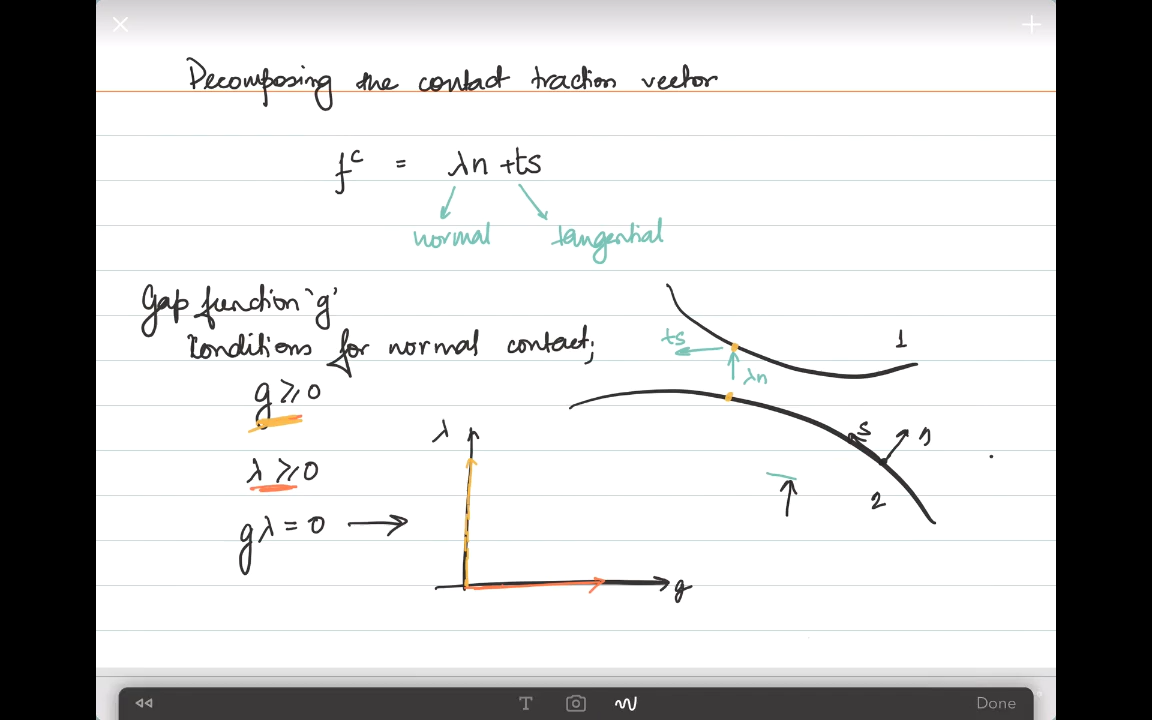 Decomposing the contact traction vector
fᶜ = λn + ts
normal tangential
Gap function 'g'
Conditions for normal contact;
g ≥ 0
λ ≥ 0
gλ = 0 →
λ
g
ts
λn
1
s
n
2
T
Done